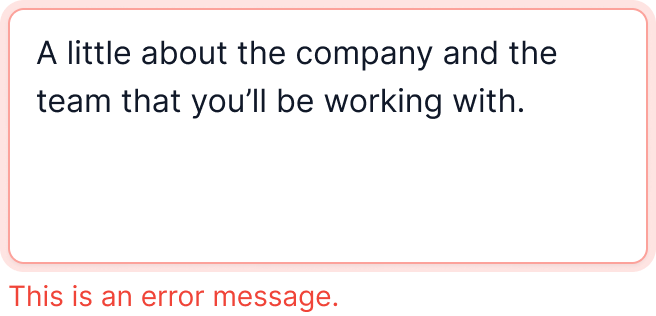 A little about the company and the
team that you’ll be working with.
This is an error message.